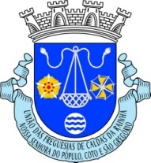 UNIÃO DAS FREGUESIAS DE CALDAS DA RAINHA
NOSSA SENHORA DO PÓPULO, COTO E SÃO GREGÓRIO